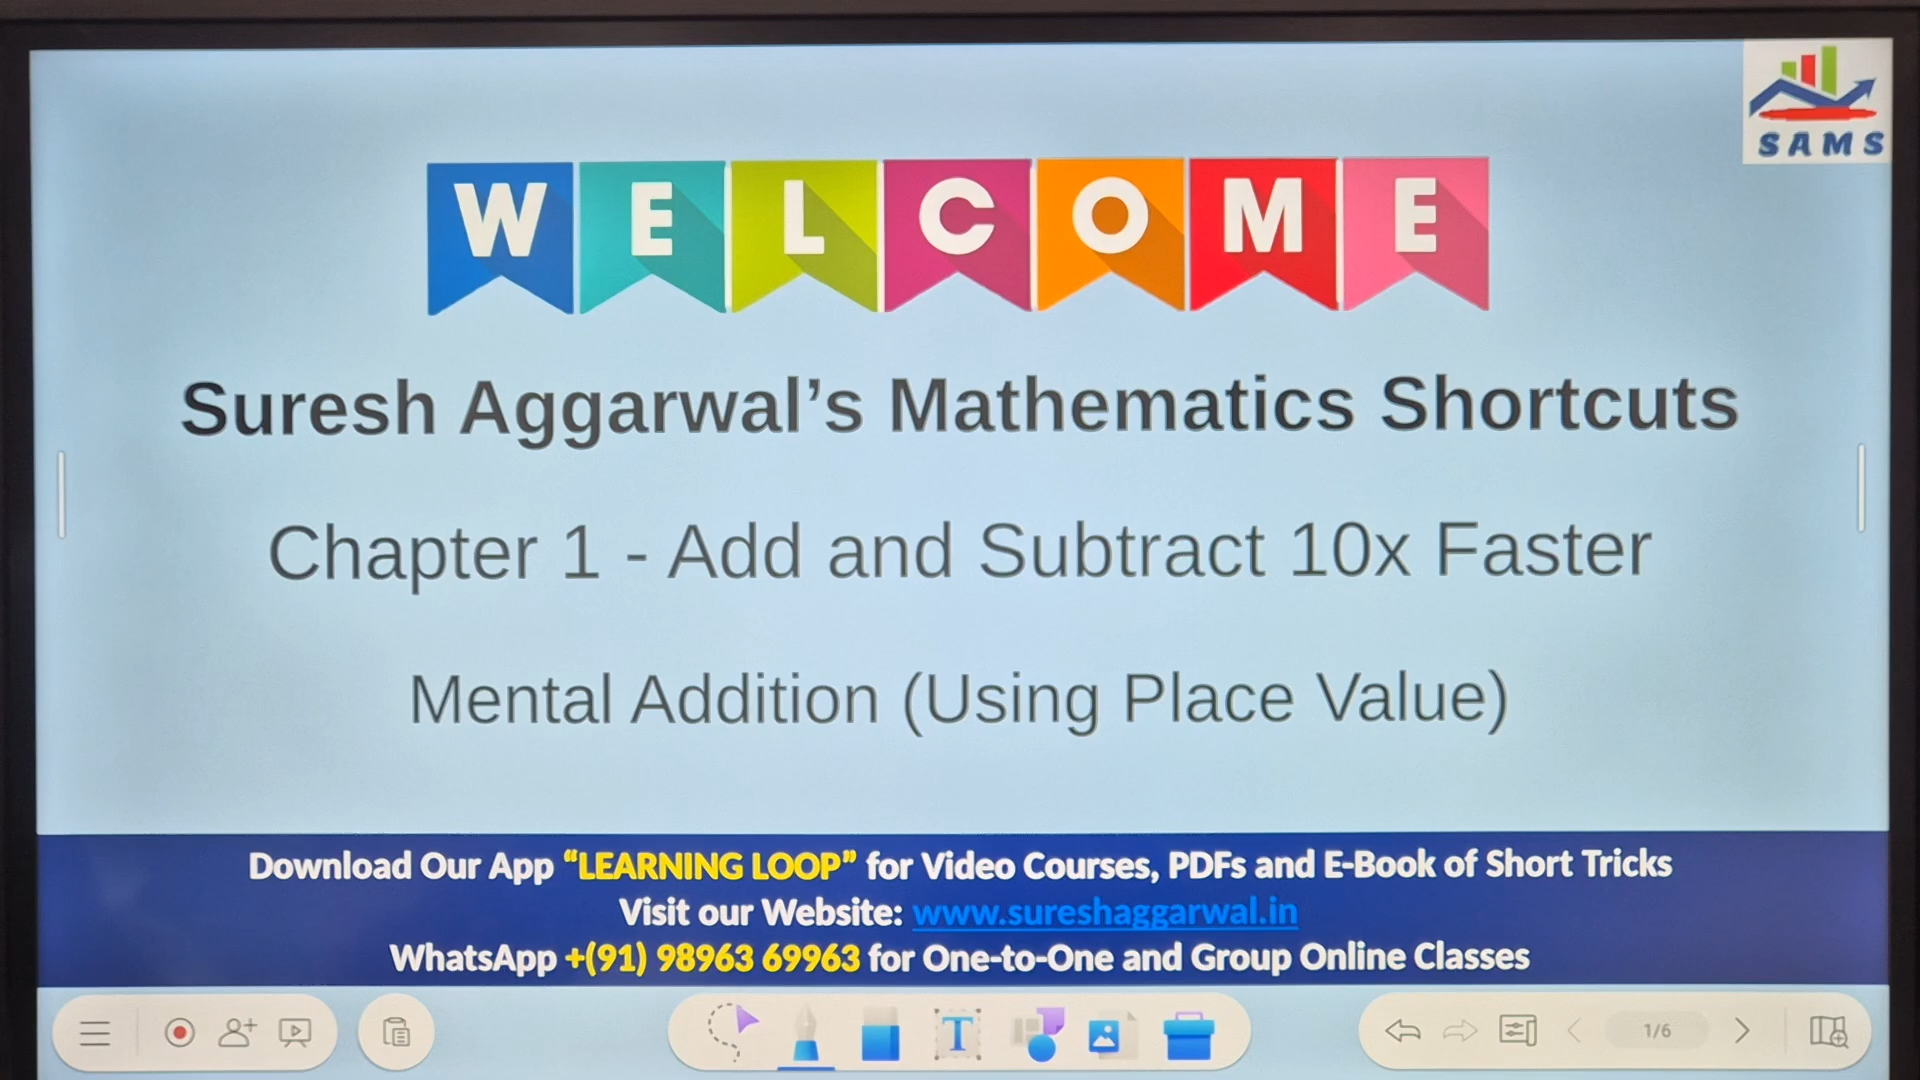 SAMS
WELCOME
Suresh Aggarwal’s Mathematics Shortcuts
Chapter 1 - Add and Subtract 10x Faster
Mental Addition (Using Place Value)
Download Our App “LEARNING LOOP” for Video Courses, PDFs and E-Book of Short Tricks
Visit our Website: www.sureshaggarwal.in
WhatsApp +(91) 98963 69963 for One-to-One and Group Online Classes
T
1/6